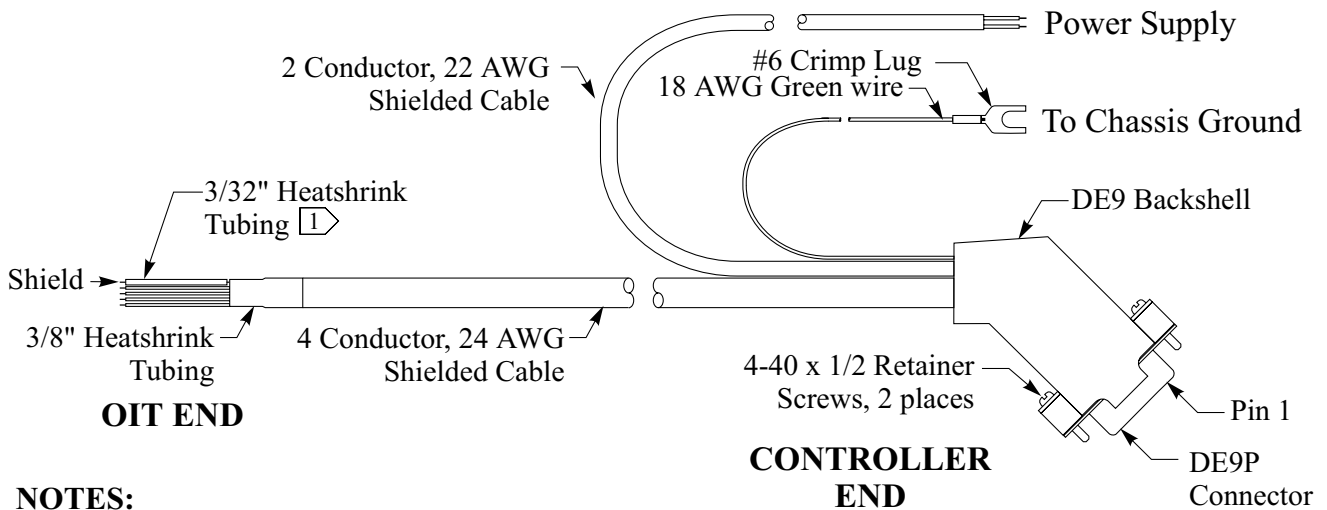 Power Supply
2 Conductor, 22 AWG
Shielded Cable
#6 Crimp Lug
18 AWG Green wire
To Chassis Ground
3/32" Heatshrink
Tubing 1
DE9 Backshell
Shield
3/8" Heatshrink
Tubing
4 Conductor, 24 AWG
Shielded Cable
4-40 x 1/2 Retainer
Screws, 2 places
OIT END
Pin 1
CONTROLLER
END
DE9P
Connector
NOTES: